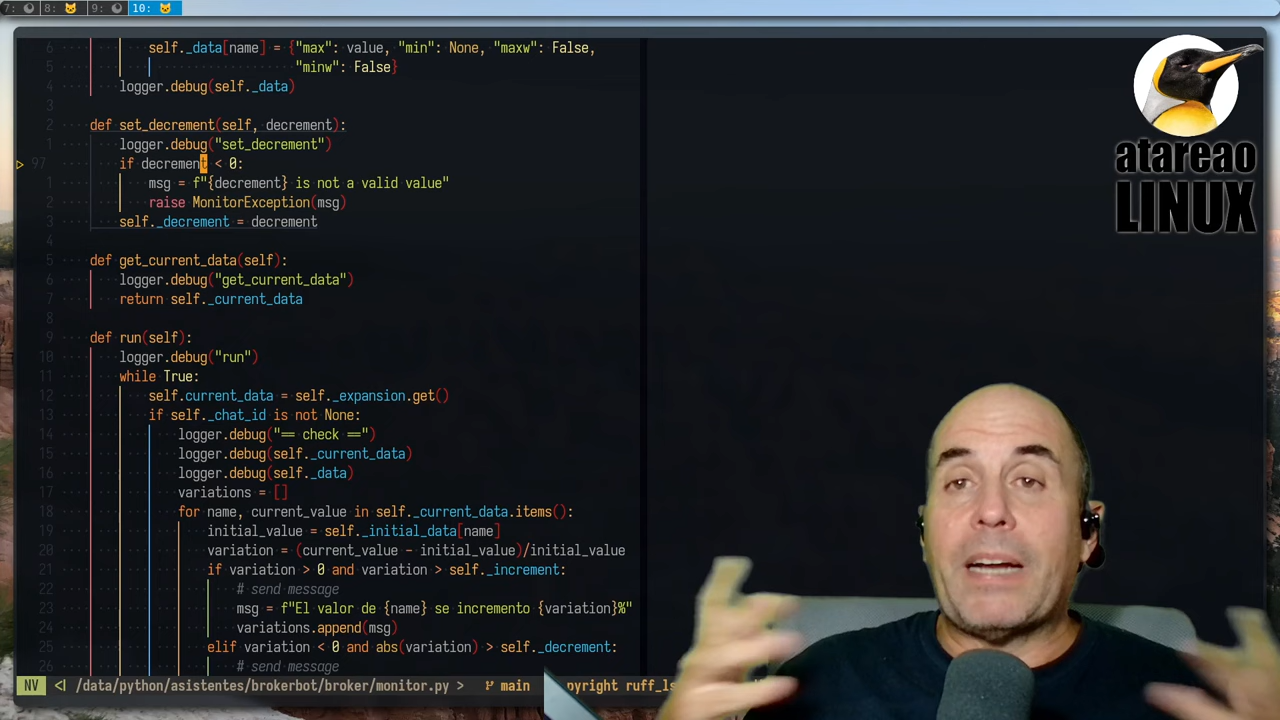 7: 8: 9: 10:
6 self._data[name] = {"max": value, "min": None, "maxw": False,
5 "minw": False}
4 logger.debug(self._data)
3
2 def set_decrement(self, decrement):
1 logger.debug("set_decrement")
97 if decrement < 0:
1 msg = f"{decrement} is not a valid value"
2 raise MonitorException(msg)
3 self._decrement = decrement
4
5 def get_current_data(self):
6 logger.debug("get_current_data")
7 return self._current_data
8
9 def run(self):
10 logger.debug("run")
11 while True:
12 self.current_data = self._expansion.get()
13 if self._chat_id is not None:
14 logger.debug("== check ==")
15 logger.debug(self._current_data)
16 logger.debug(self._data)
17 variations = []
18 for name, current_value in self._current_data.items():
19 initial_value = self._initial_data[name]
20 variation = (current_value - initial_value)/initial_value
21 if variation > 0 and variation > self._increment:
22 # send message
23 msg = f"El valor de {name} se incremento {variation}%"
24 variations.append(msg)
25 elif variation < 0 and abs(variation) > self._decrement:
26 # send message
NV <| /data/python/asistentes/brokerbot/broker/monitor.py > main pyright ruff_ls
atareao
LINUX